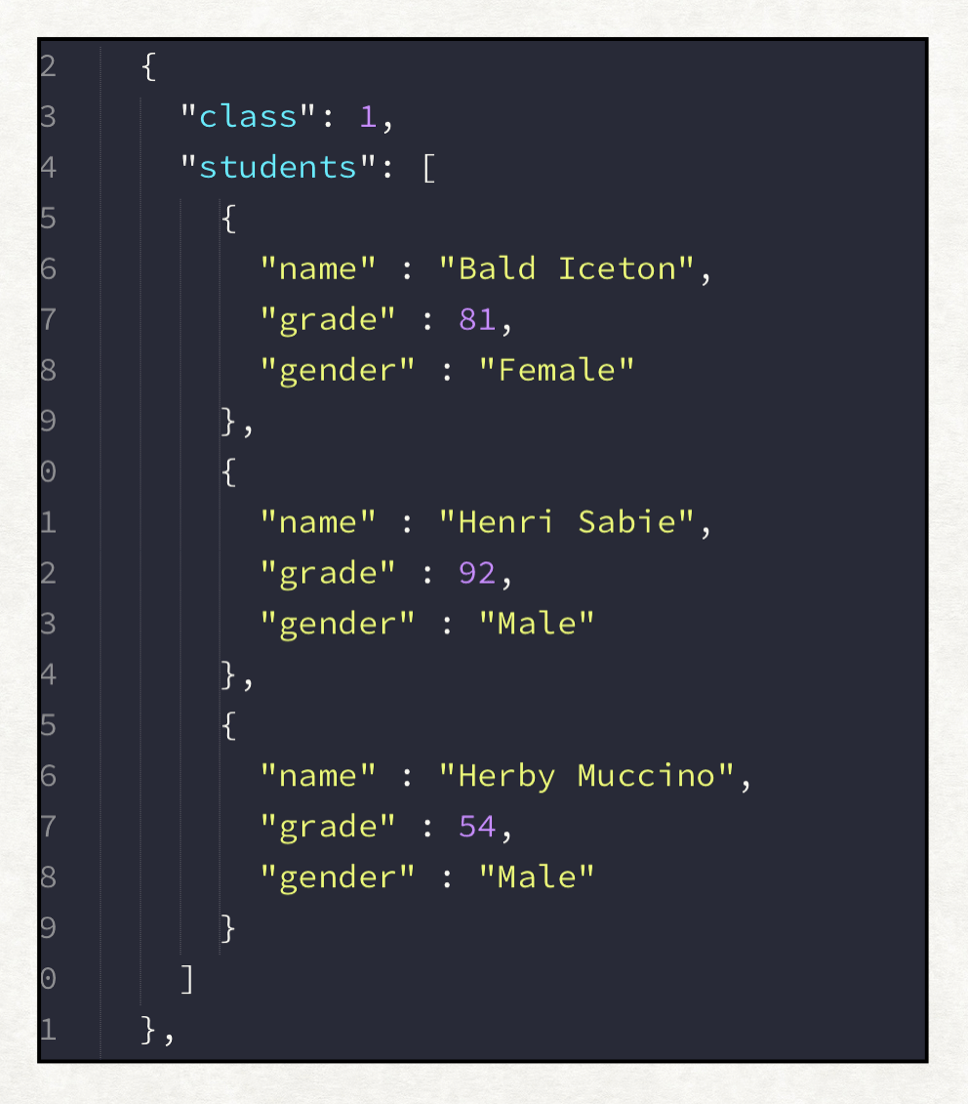 2 {
3 "class": 1,
4 "students": [
5 {
6 "name" : "Bald Iceton",
7 "grade" : 81,
8 "gender" : "Female"
9 },
0 {
1 "name" : "Henri Sabie",
2 "grade" : 92,
3 "gender" : "Male"
4 },
5 {
6 "name" : "Herby Muccino",
7 "grade" : 54,
8 "gender" : "Male"
9 }
0 ]
1 },